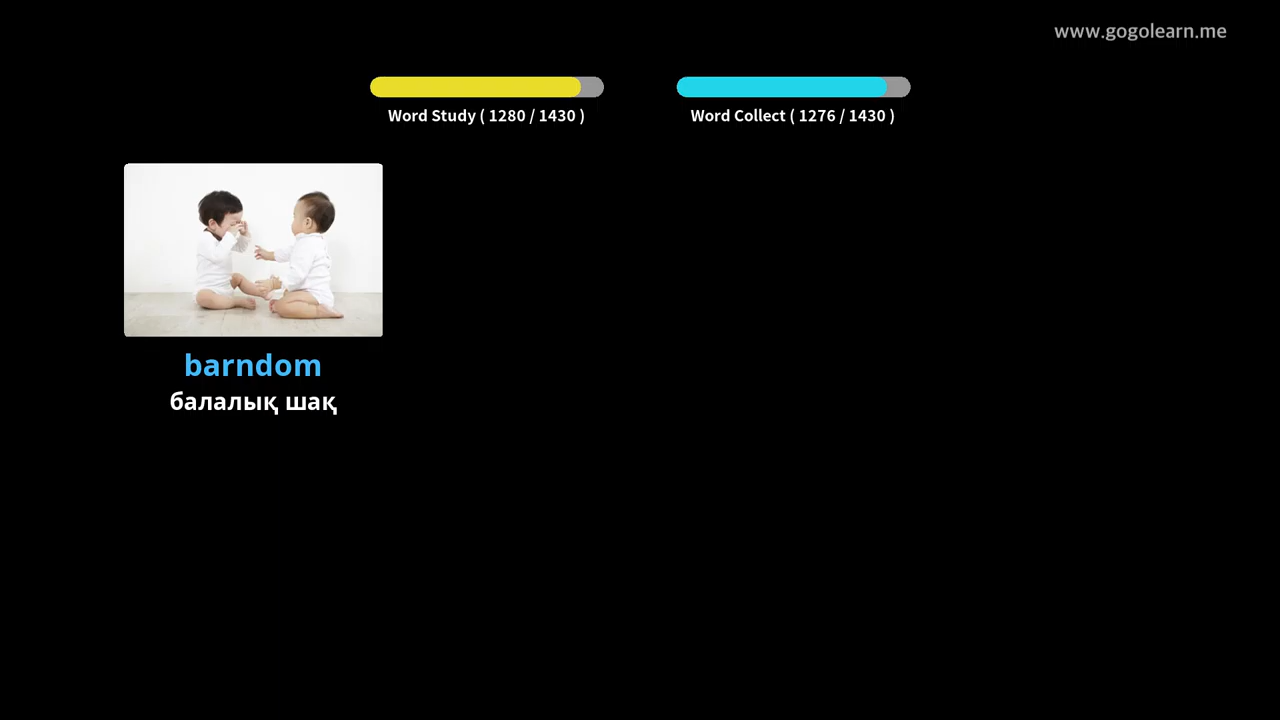 www.gogolearn.me
Word Study ( 1280 / 1430 )
Word Collect ( 1276 / 1430 )
barndom
балалық шақ